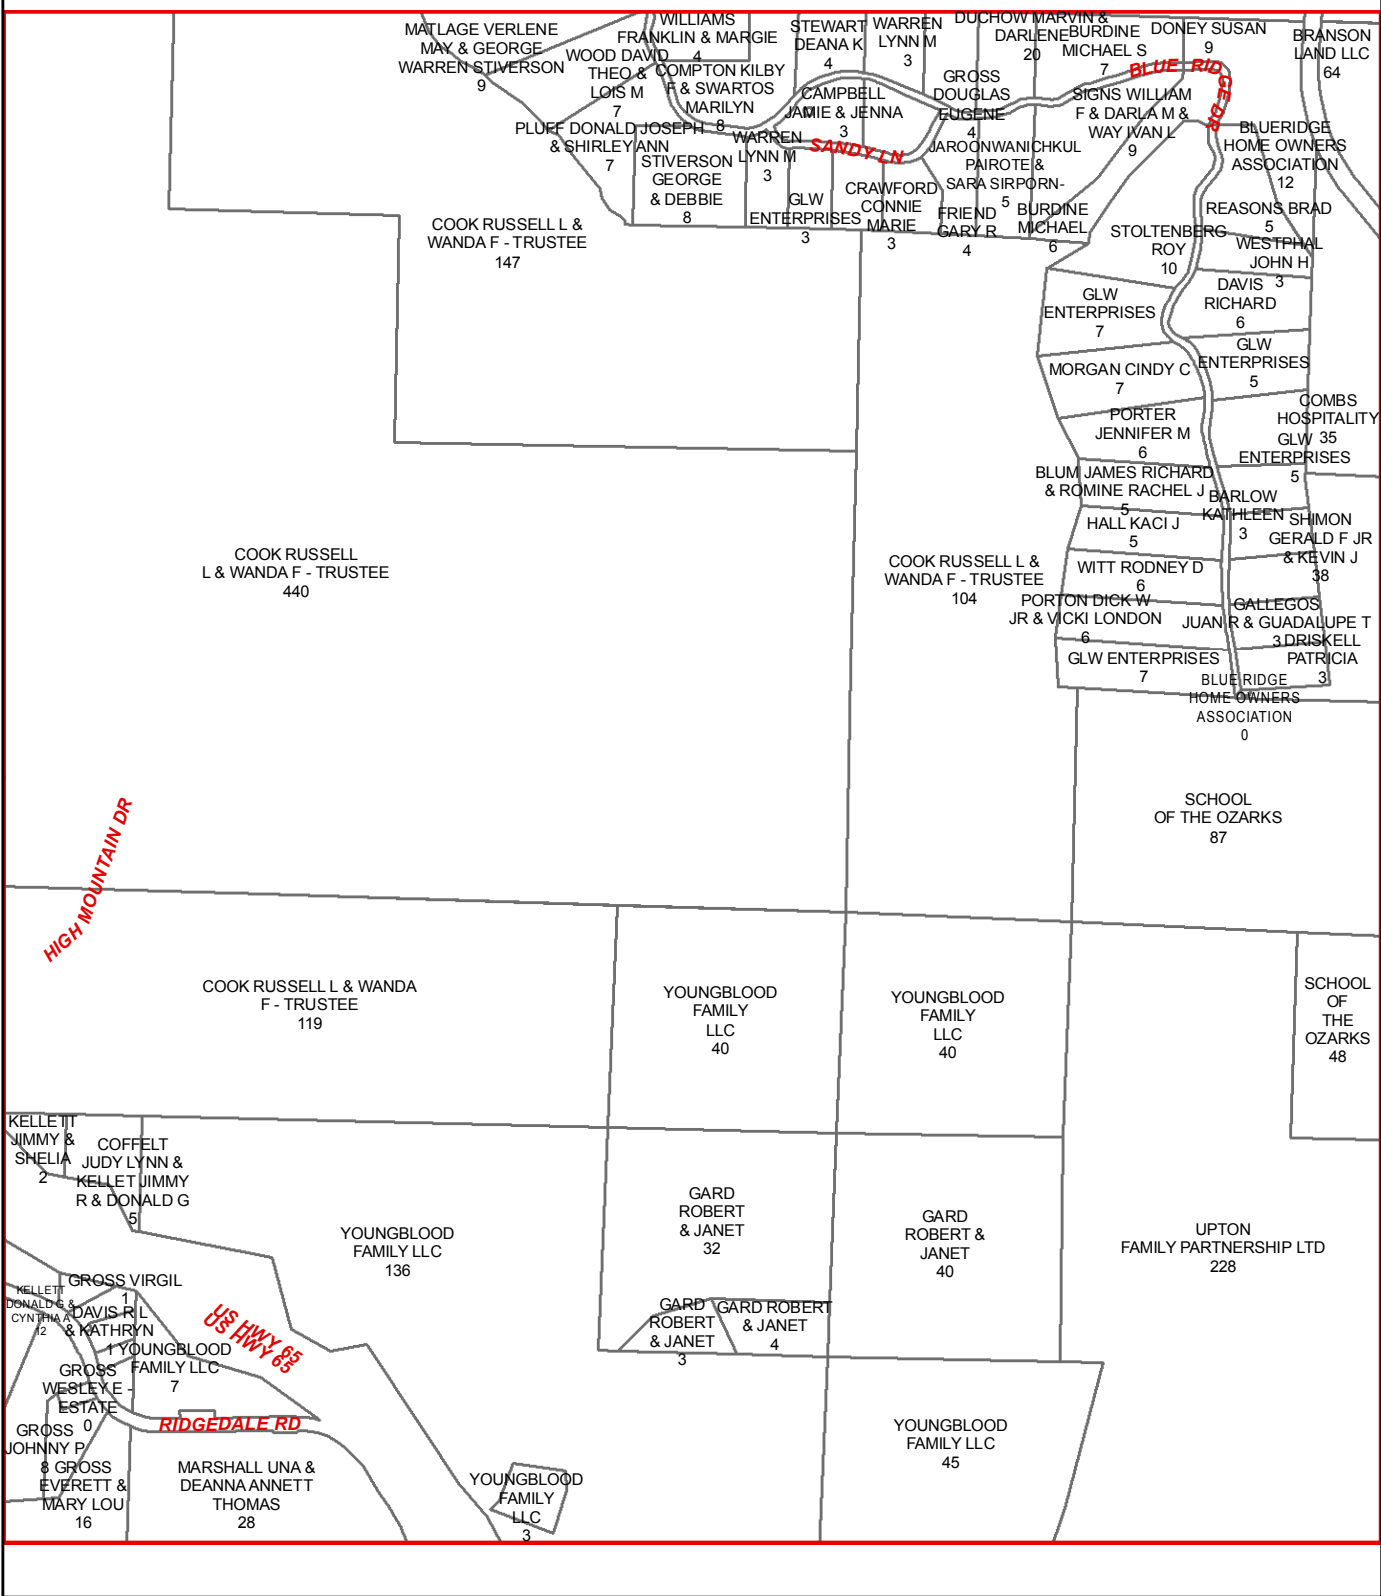 MATLAGE VERLENE
MAY & GEORGE
WARREN STIVERSON
9
WILLIAMS
FRANKLIN & MARGIE
4
WOOD DAVID
THEO &
LOIS M
7
COMPTON KILBY
F & SWARTOS
MARILYN
8
STEWART
DEANA K
4
WARREN
LYNN M
3
DUCHOW MARVIN &
DARLENE
20
BURDINE
MICHAEL S
7
DONEY SUSAN
9
BRANSON
LAND LLC
64
BLUE RIDGE DR
GROSS
DOUGLAS
EUGENE
4
CAMPBELL
JAMIE & JENNA
3
SIGNS WILLIAM
F & DARLA M &
WAY IVAN L
9
PLUFF DONALD JOSEPH
& SHIRLEY ANN
7
STIVERSON
GEORGE
& DEBBIE
8
WARREN
LYNN M
3
SANDY LN
JAROONWANICHKUL
PAIROTE &
SARA SIRPORN-
5
BLUERIDGE
HOME OWNERS
ASSOCIATION
12
GLW
ENTERPRISES
3
CRAWFORD
CONNIE
MARIE
3
FRIEND
GARY R
4
BURDINE
MICHAEL
6
REASONS BRAD
5
COOK RUSSELL L &
WANDA F - TRUSTEE
147
STOLTENBERG
ROY
10
WESTPHAL
JOHN H
3
GLW
ENTERPRISES
7
DAVIS
RICHARD
6
MORGAN CINDY C
7
GLW
ENTERPRISES
5
PORTER
JENNIFER M
6
COMBS
HOSPITALITY
35
GLW
ENTERPRISES
5
BLUM JAMES RICHARD
& ROMINE RACHEL J
5
BARLOW
KATHLEEN
3
HALL KACI J
5
SHIMON
GERALD F JR
& KEVIN J
38
COOK RUSSELL
L & WANDA F - TRUSTEE
440
COOK RUSSELL L &
WANDA F - TRUSTEE
104
WITT RODNEY D
6
PORTON DICK W
JR & VICKI LONDON
6
GALLEGOS
JUAN R & GUADALUPE T
3
DRISKELL
PATRICIA
3
GLW ENTERPRISES
7
BLUE RIDGE
HOME OWNERS
ASSOCIATION
0
SCHOOL
OF THE OZARKS
87
HIGH MOUNTAIN DR
COOK RUSSELL L & WANDA
F - TRUSTEE
119
YOUNGBLOOD
FAMILY
LLC
40
YOUNGBLOOD
FAMILY
LLC
40
SCHOOL
OF
THE
OZARKS
48
KELLETT
JIMMY &
SHELIA
2
COFFELT
JUDY LYNN &
KELLET JIMMY
R & DONALD G
5
YOUNGBLOOD
FAMILY LLC
136
GARD
ROBERT
& JANET
32
GARD
ROBERT &
JANET
40
UPTON
FAMILY PARTNERSHIP LTD
228
GROSS VIRGIL
1
KELLETT
DONALD G &
CYNTHIA A
12
DAVIS R L
& KATHRYN
1
US HWY 65
US HWY 65
GARD
ROBERT
& JANET
3
GARD ROBERT
& JANET
4
YOUNGBLOOD
FAMILY LLC
7
GROSS
WESLEY E -
ESTATE
0
RIDGEDALE RD
GROSS
JOHNNY P
8
GROSS
EVERETT &
MARY LOU
16
MARSHALL UNA &
DEANNA ANNETT
THOMAS
28
YOUNGBLOOD
FAMILY
LLC
3
YOUNGBLOOD
FAMILY LLC
45